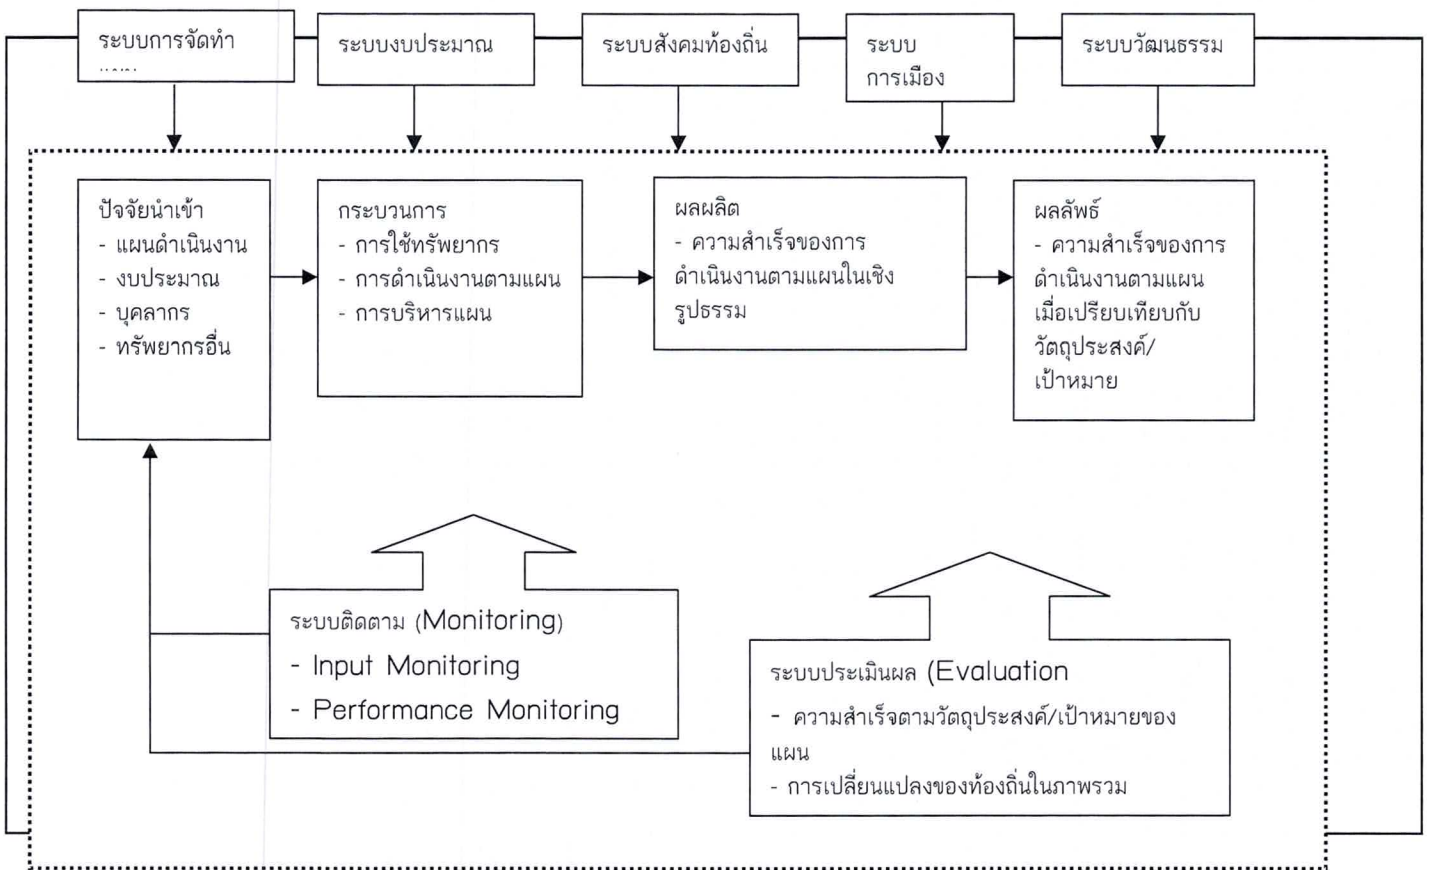 ระบบการจัดทำ
ระบบงบประมาณ
ระบบสังคมท้องถิ่น
ระบบ
การเมือง
ระบบวัฒนธรรม
ปัจจัยนำเข้า
- แผนดำเนินงาน
- งบประมาณ
- บุคลากร
- ทรัพยากรอื่น
กระบวนการ
- การใช้ทรัพยากร
- การดำเนินงานตามแผน
- การบริหารแผน
ผลผลิต
- ความสำเร็จของการ
ดำเนินงานตามแผนในเชิง
รูปธรรม
ผลลัพธ์
- ความสำเร็จของการ
ดำเนินงานตามแผน
เมื่อเปรียบเทียบกับ
วัตถุประสงค์/
เป้าหมาย
ระบบติดตาม (Monitoring)
- Input Monitoring
- Performance Monitoring
ระบบประเมินผล (Evaluation
- ความสำเร็จตามวัตถุประสงค์/เป้าหมายของ
แผน
- การเปลี่ยนแปลงของท้องถิ่นในภาพรวม